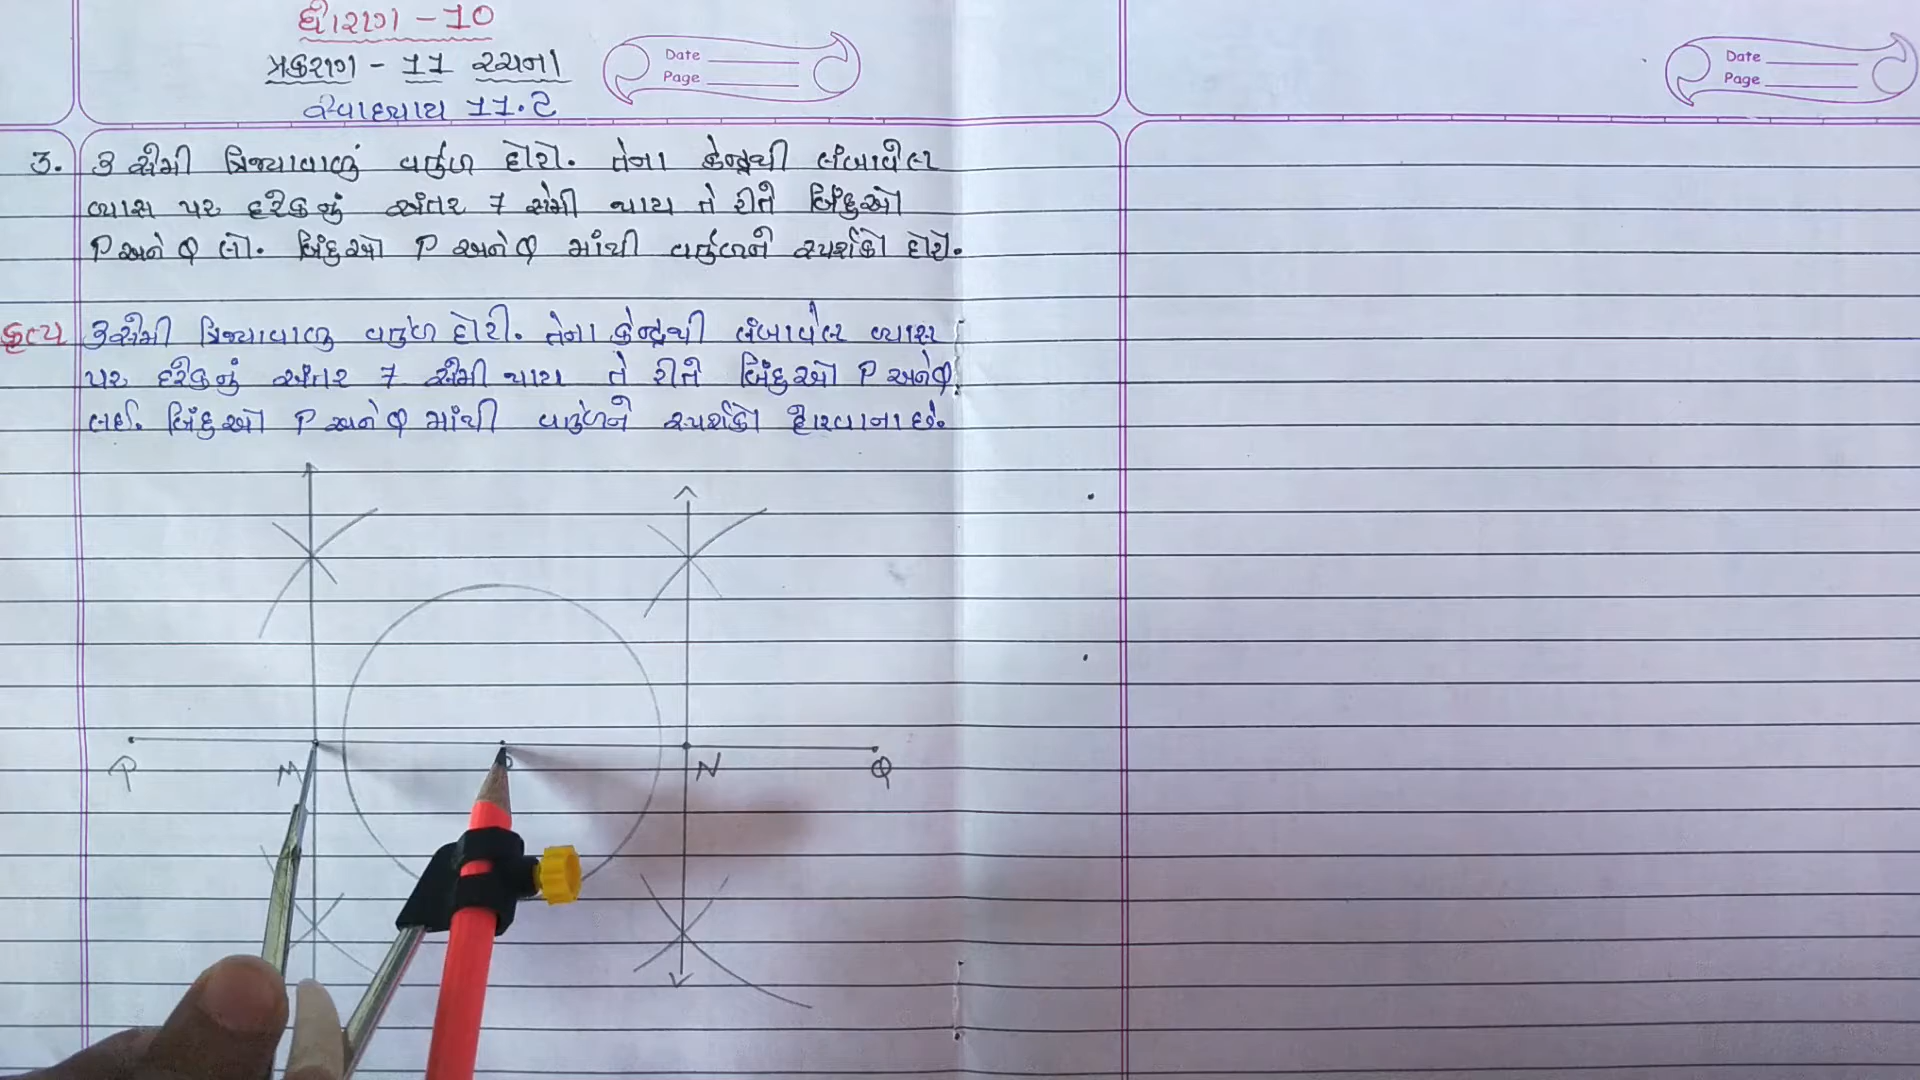 ધોરણ - 10
પ્રકરણ - 11 રચના
સ્વાધ્યાય 11.2
Date
Page
Date
Page
3. 3 સેમી ત્રિજ્યાવાળું વર્તુળ દોરો. તેના કેન્દ્રથી લંબાવેલ
વ્યાસ પર દરેકનું અંતર 7 સેમી થાય તે રીતે બિંદુઓ
P અને Q લો. બિંદુઓ P અને Q માંથી વર્તુળને સ્પર્શકો દોરો.
કૃત્ય 3 સેમી ત્રિજ્યાવાળુ વર્તુળ દોરી. તેના કેન્દ્રથી લંબાવેલ વ્યાસ
પર દરેકનું અંતર 7 સેમી થાય તે રીતે બિંદુઓ P અને Q
લઈ. બિંદુઓ P અને Q માંથી વર્તુળને સ્પર્શકો દોરવાના છે.
P M N Q